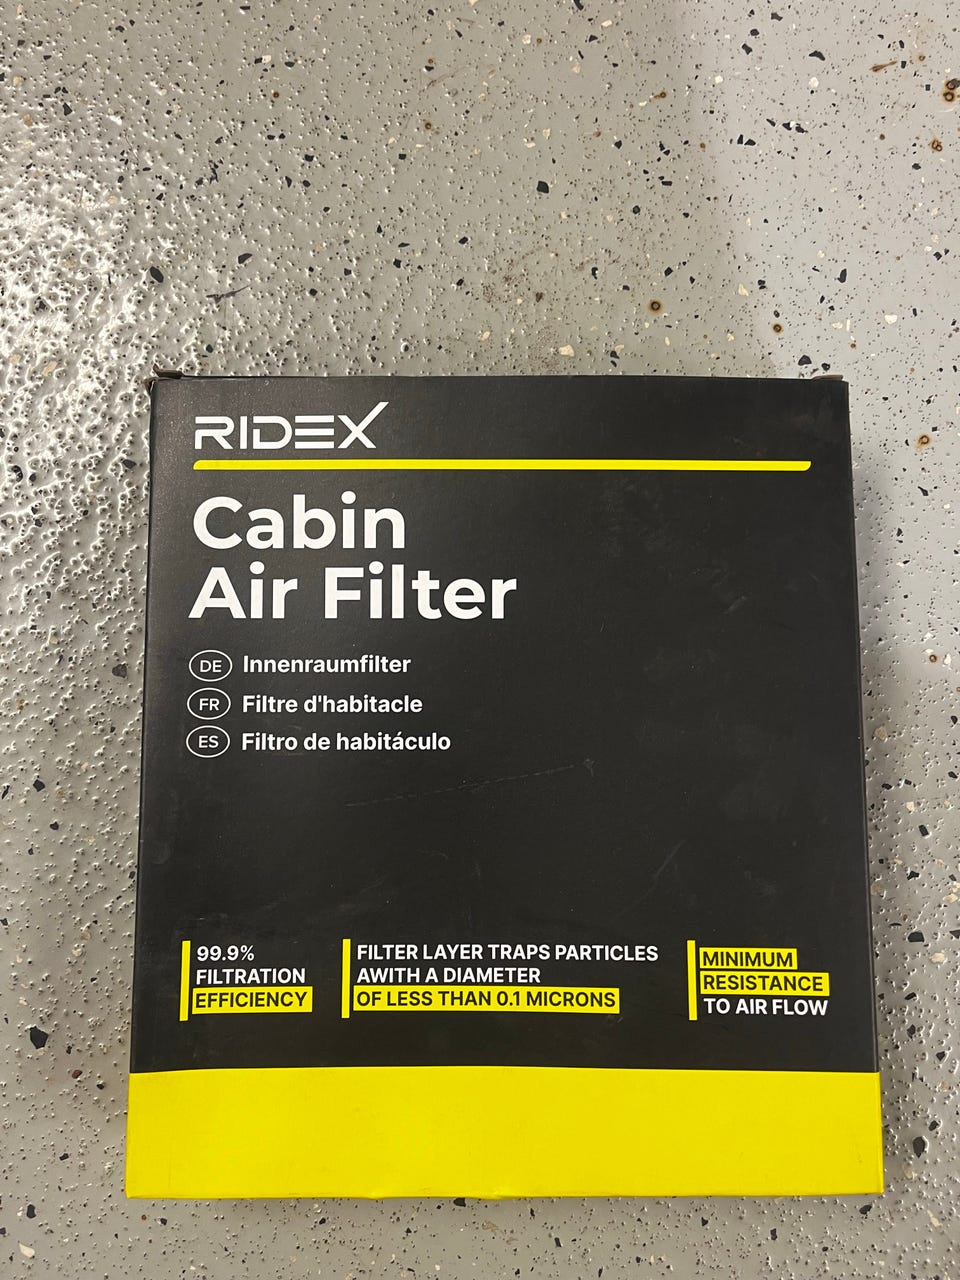 RIDEX
Cabin
Air Filter
DE Innenraumfilter
FR Filtre d'habitacle
ES Filtro de habitáculo
99.9%
FILTRATION
EFFICIENCY
FILTER LAYER TRAPS PARTICLES
AWITH A DIAMETER
OF LESS THAN 0.1 MICRONS
MINIMUM
RESISTANCE
TO AIR FLOW